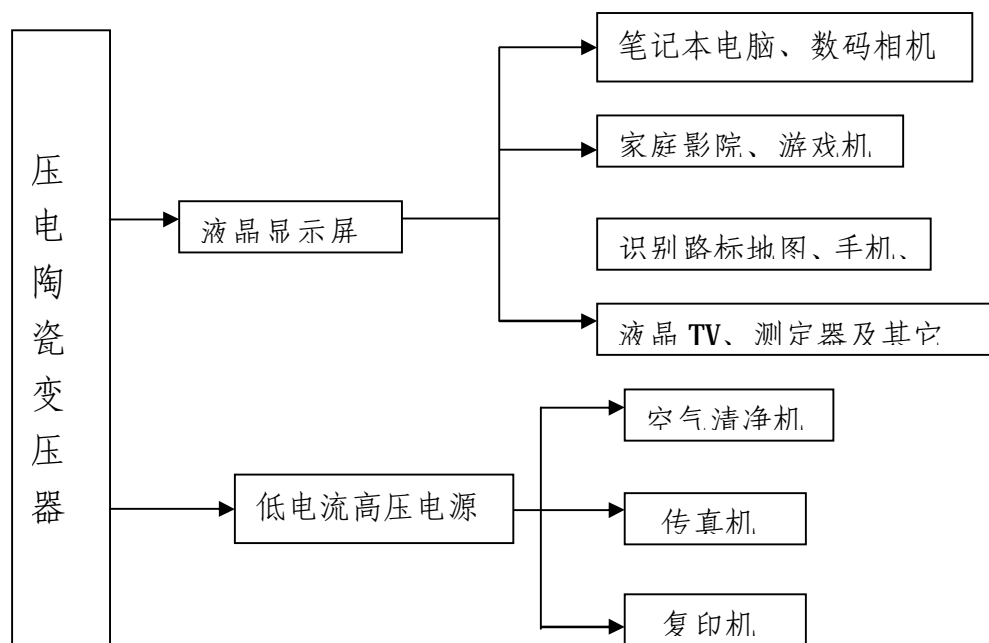 压电陶瓷变压器
液晶显示屏
笔记本电脑、数码相机
家庭影院、游戏机
识别路标地图、手机、
液晶 TV、测定器及其它
低电流高压电源
空气清净机
传真机
复印机